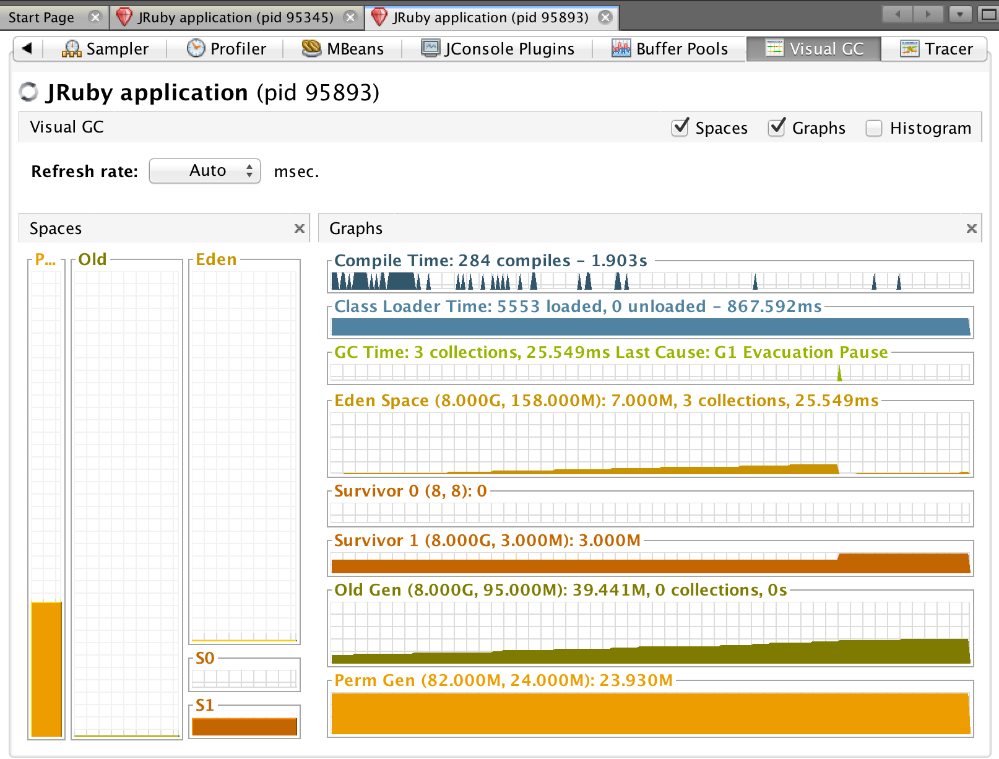 Start Page
JRuby application (pid 95345)
JRuby application (pid 95893)
Sampler
Profiler
MBeans
JConsole Plugins
Buffer Pools
Visual GC
Tracer
JRuby application (pid 95893)
Visual GC
Spaces
Graphs
Histogram
Refresh rate:
Auto
msec.
Spaces
Graphs
P...
Old
Eden
S0
S1
Compile Time: 284 compiles - 1.903s
Class Loader Time: 5553 loaded, 0 unloaded - 867.592ms
GC Time: 3 collections, 25.549ms Last Cause: G1 Evacuation Pause
Eden Space (8.000G, 158.000M): 7.000M, 3 collections, 25.549ms
Survivor 0 (8, 8): 0
Survivor 1 (8.000G, 3.000M): 3.000M
Old Gen (8.000G, 95.000M): 39.441M, 0 collections, 0s
Perm Gen (82.000M, 24.000M): 23.930M